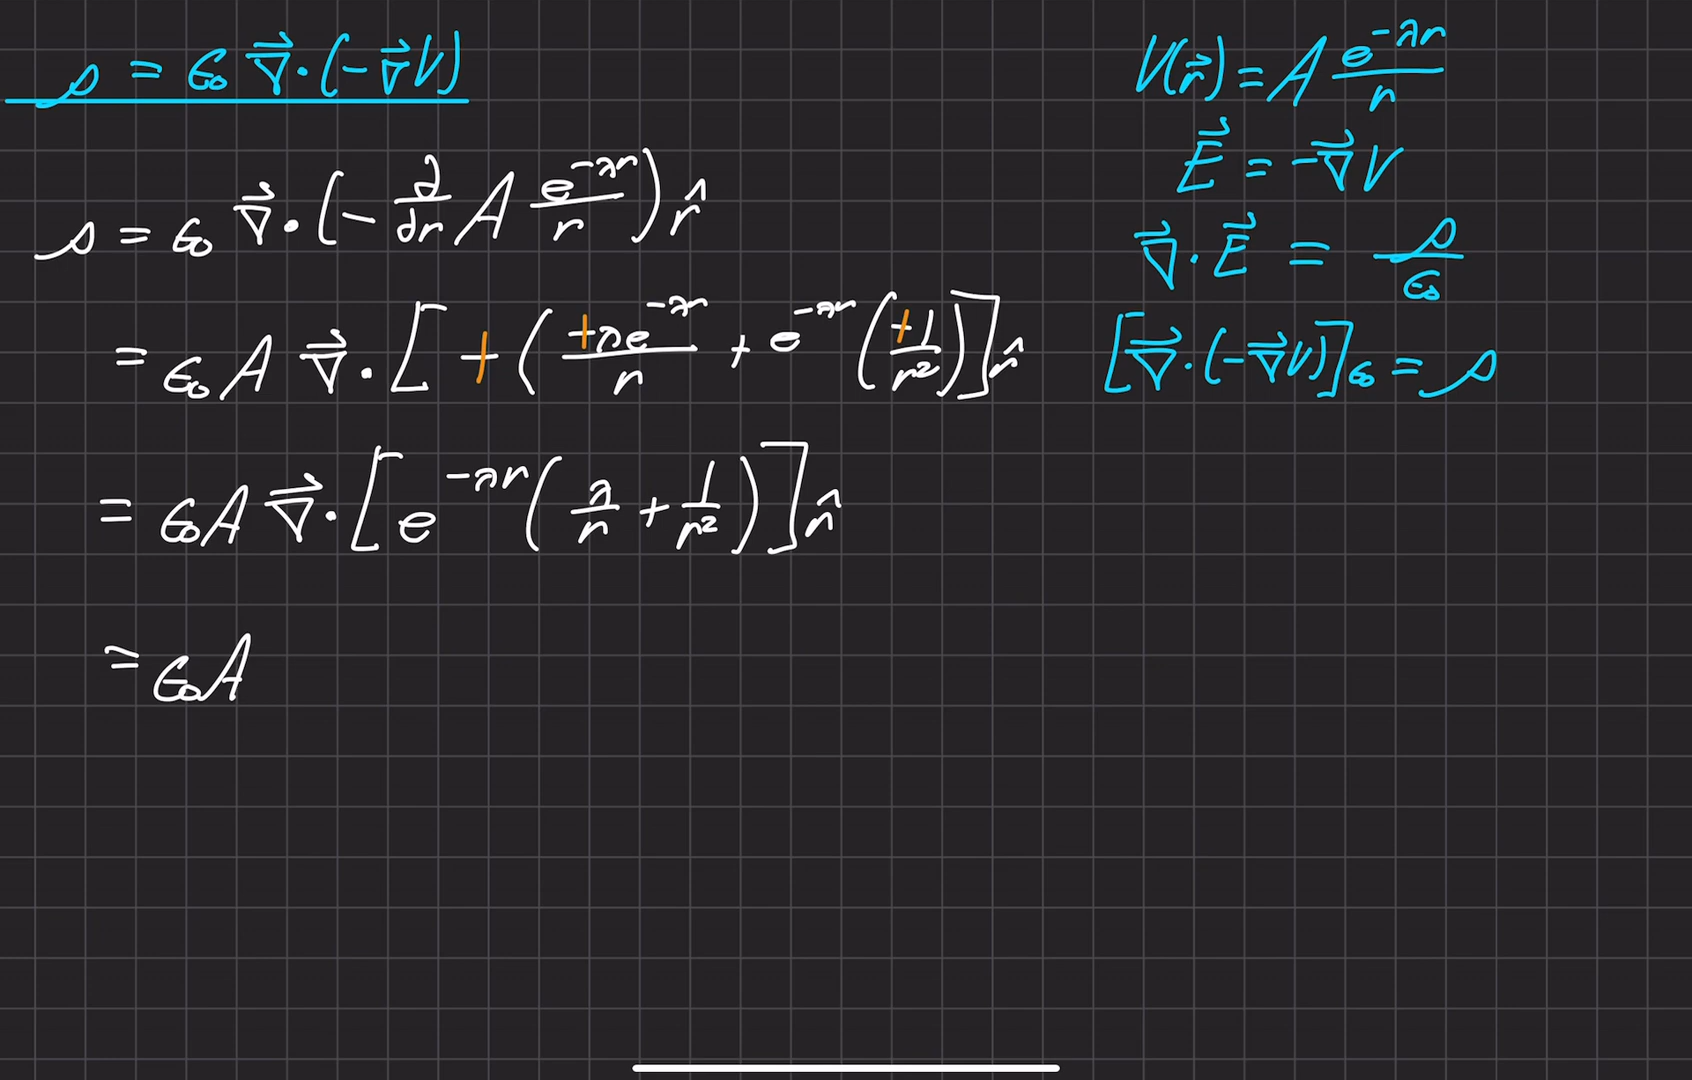 ρ = ε₀ ∇⃗·(-∇⃗V)
ρ = ε₀ ∇⃗·(-∂/∂r A e^{-λr}/r) r̂
= ε₀A ∇⃗·[+(+λe^{-λr}/r + e^{-λr}(+1/r²)] r̂
= ε₀A ∇⃗·[e^{-λr}(λ/r + 1/r²)] r̂
= ε₀A
V(r⃗) = A e^{-λr}/r
E⃗ = -∇⃗V
∇⃗·E⃗ = ρ/ε₀
[∇⃗·(-∇⃗V)]ε₀ = ρ